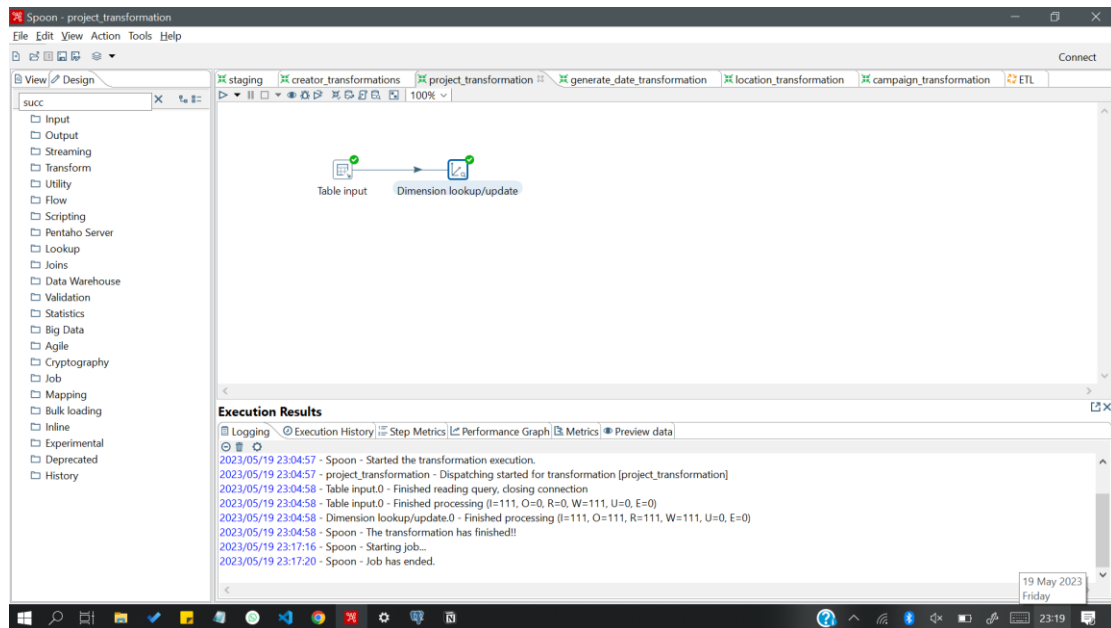 Spoon - project_transformation
File Edit View Action Tools Help
Connect
View Design
staging creator_transformations project_transformation generate_date_transformation location_transformation campaign_transformation ETL
succ
100%
Input
Output
Streaming
Transform
Utility
Flow
Scripting
Pentaho Server
Lookup
Joins
Data Warehouse
Validation
Statistics
Big Data
Agile
Cryptography
Job
Mapping
Bulk loading
Inline
Experimental
Deprecated
History
Table input Dimension lookup/update
Execution Results
Logging Execution History Step Metrics Performance Graph Metrics Preview data
2023/05/19 23:04:57 - Spoon - Started the transformation execution.
2023/05/19 23:04:57 - project_transformation - Dispatching started for transformation [project_transformation]
2023/05/19 23:04:58 - Table input.0 - Finished reading query, closing connection
2023/05/19 23:04:58 - Table input.0 - Finished processing (I=111, O=0, R=0, W=111, U=0, E=0)
2023/05/19 23:04:58 - Dimension lookup/update.0 - Finished processing (I=111, O=111, R=111, W=111, U=0, E=0)
2023/05/19 23:04:58 - Spoon - The transformation has finished!!
2023/05/19 23:17:16 - Spoon - Starting job...
2023/05/19 23:17:20 - Spoon - Job has ended.
19 May 2023
Friday
23:19